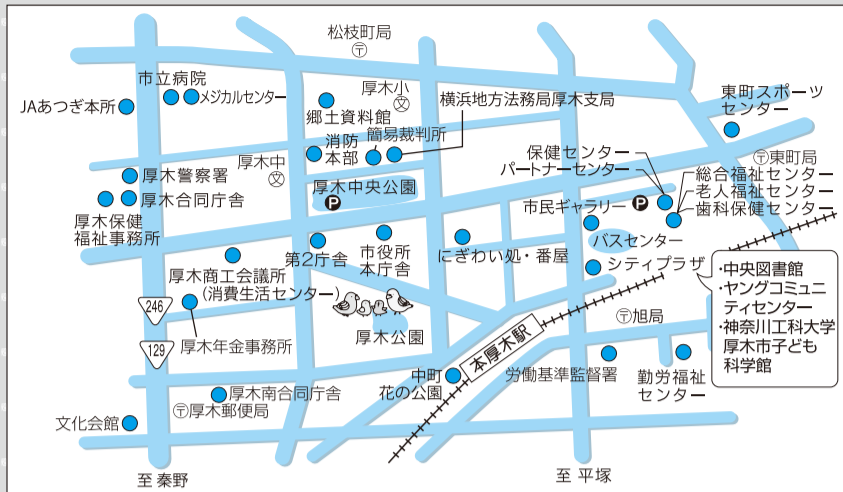 松枝町局
〒
市立病院
メジカルセンター
JAあつぎ本所
厚木小
文
郷土資料館
横浜地方法務局厚木支局
東町スポーツ
センター
消防
本部
簡易裁判所
厚木中
文
保健センター
パートナーセンター
〒東町局
総合福祉センター
老人福祉センター
歯科保健センター
厚木警察署
厚木合同庁舎
厚木保健
福祉事務所
厚木中央公園
P
市民ギャラリー
P
バスセンター
第2庁舎
市役所
本庁舎
にぎわい処・番屋
シティプラザ
・中央図書館
・ヤングコミュニ
ティセンター
・神奈川工科大学
厚木市子ども
科学館
厚木商工会議所
(消費生活センター)
246
129
厚木年金事務所
厚木公園
本厚木駅
〒旭局
中町
花の公園
労働基準監督署
勤労福祉
センター
厚木南合同庁舎
〒厚木郵便局
文化会館
至 秦野
至 平塚